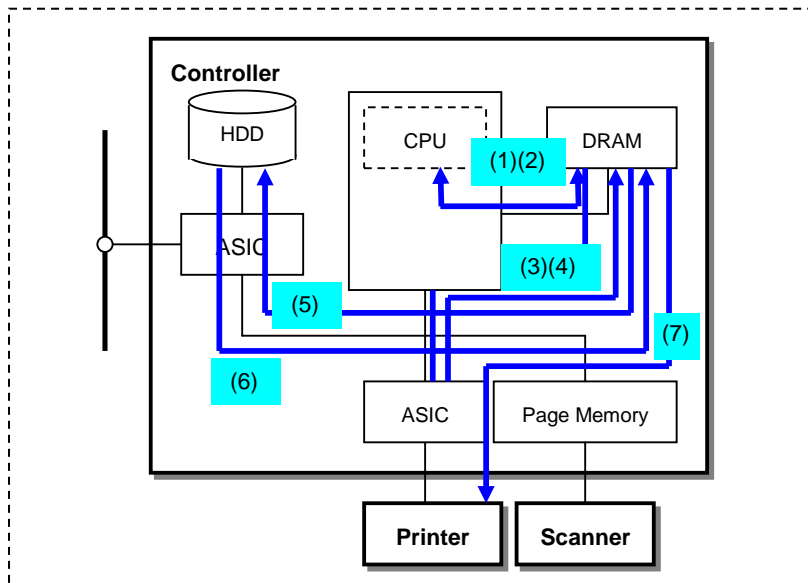 Controller
HDD
CPU
DRAM
(1)(2)
ASIC
(3)(4)
(5)
(7)
(6)
ASIC
Page Memory
Printer
Scanner